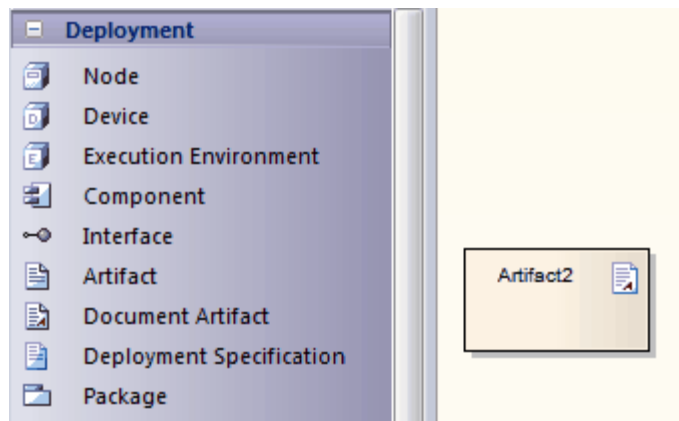 Deployment
Node
Device
Execution Environment
Component
Interface
Artifact
Document Artifact
Deployment Specification
Package
Artifact2